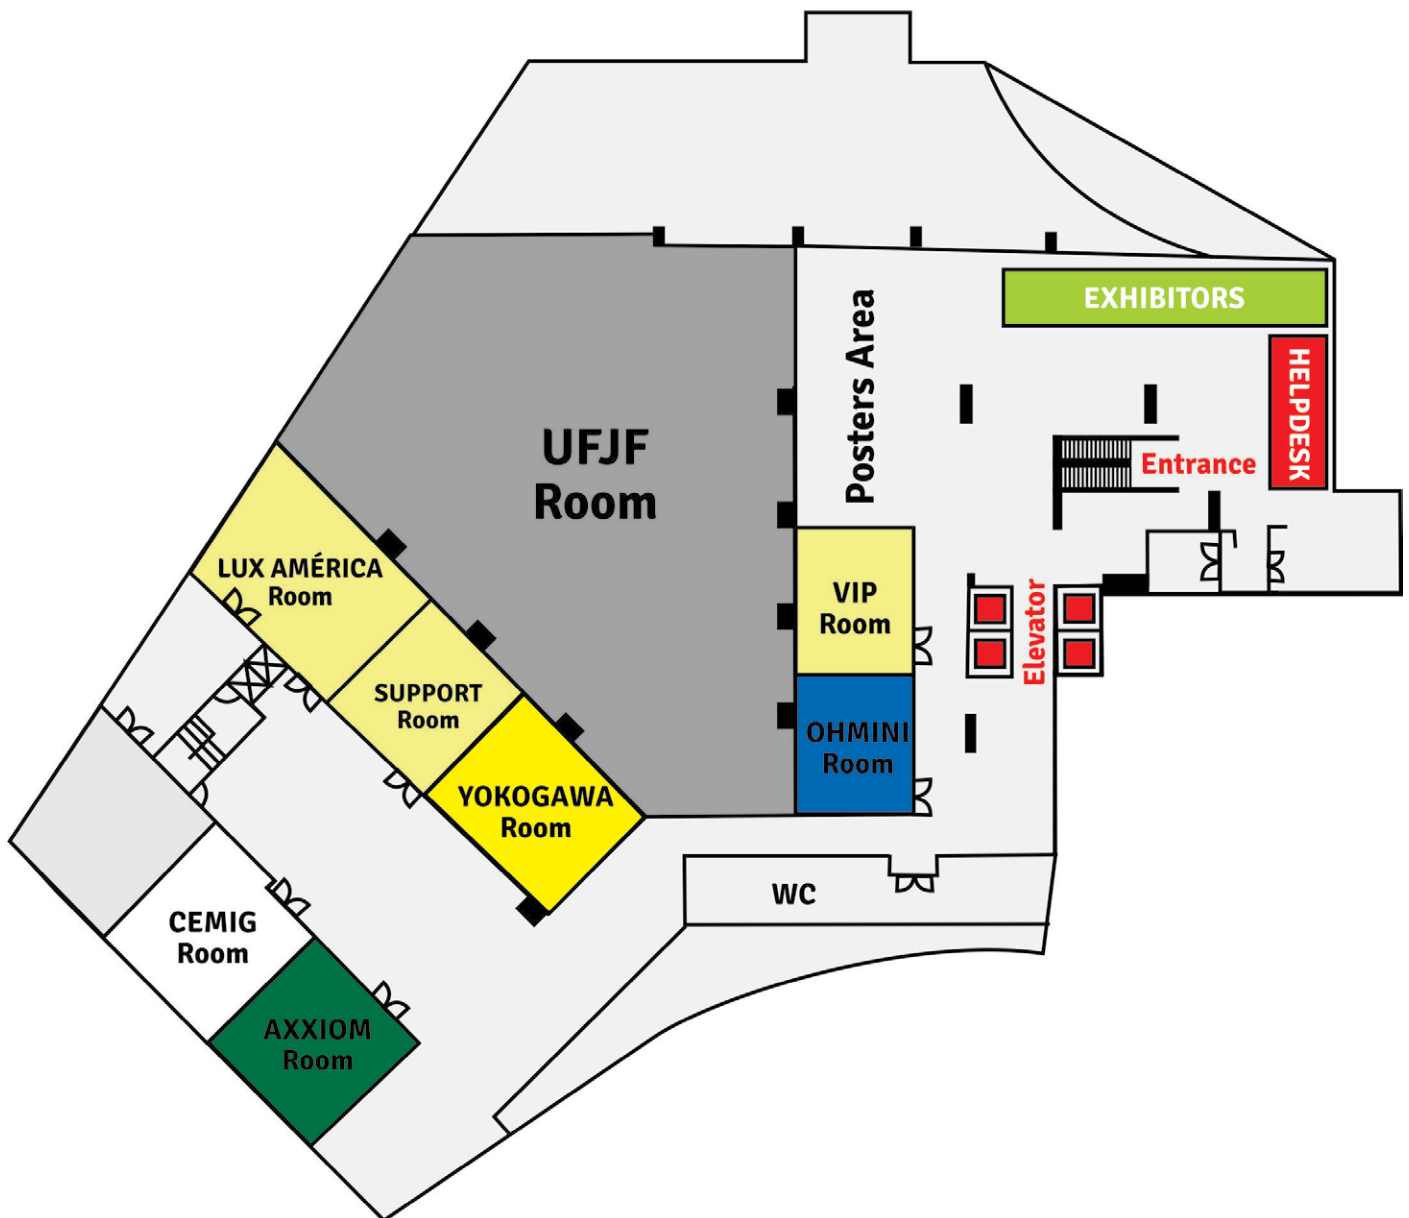 EXHIBITORS
HELPDESK
Posters Area
UFJF
Room
Entrance
LUX AMÉRICA
Room
VIP
Room
Elevator
SUPPORT
Room
OHMINI
Room
YOKOGAWA
Room
WC
CEMIG
Room
AXXIOM
Room